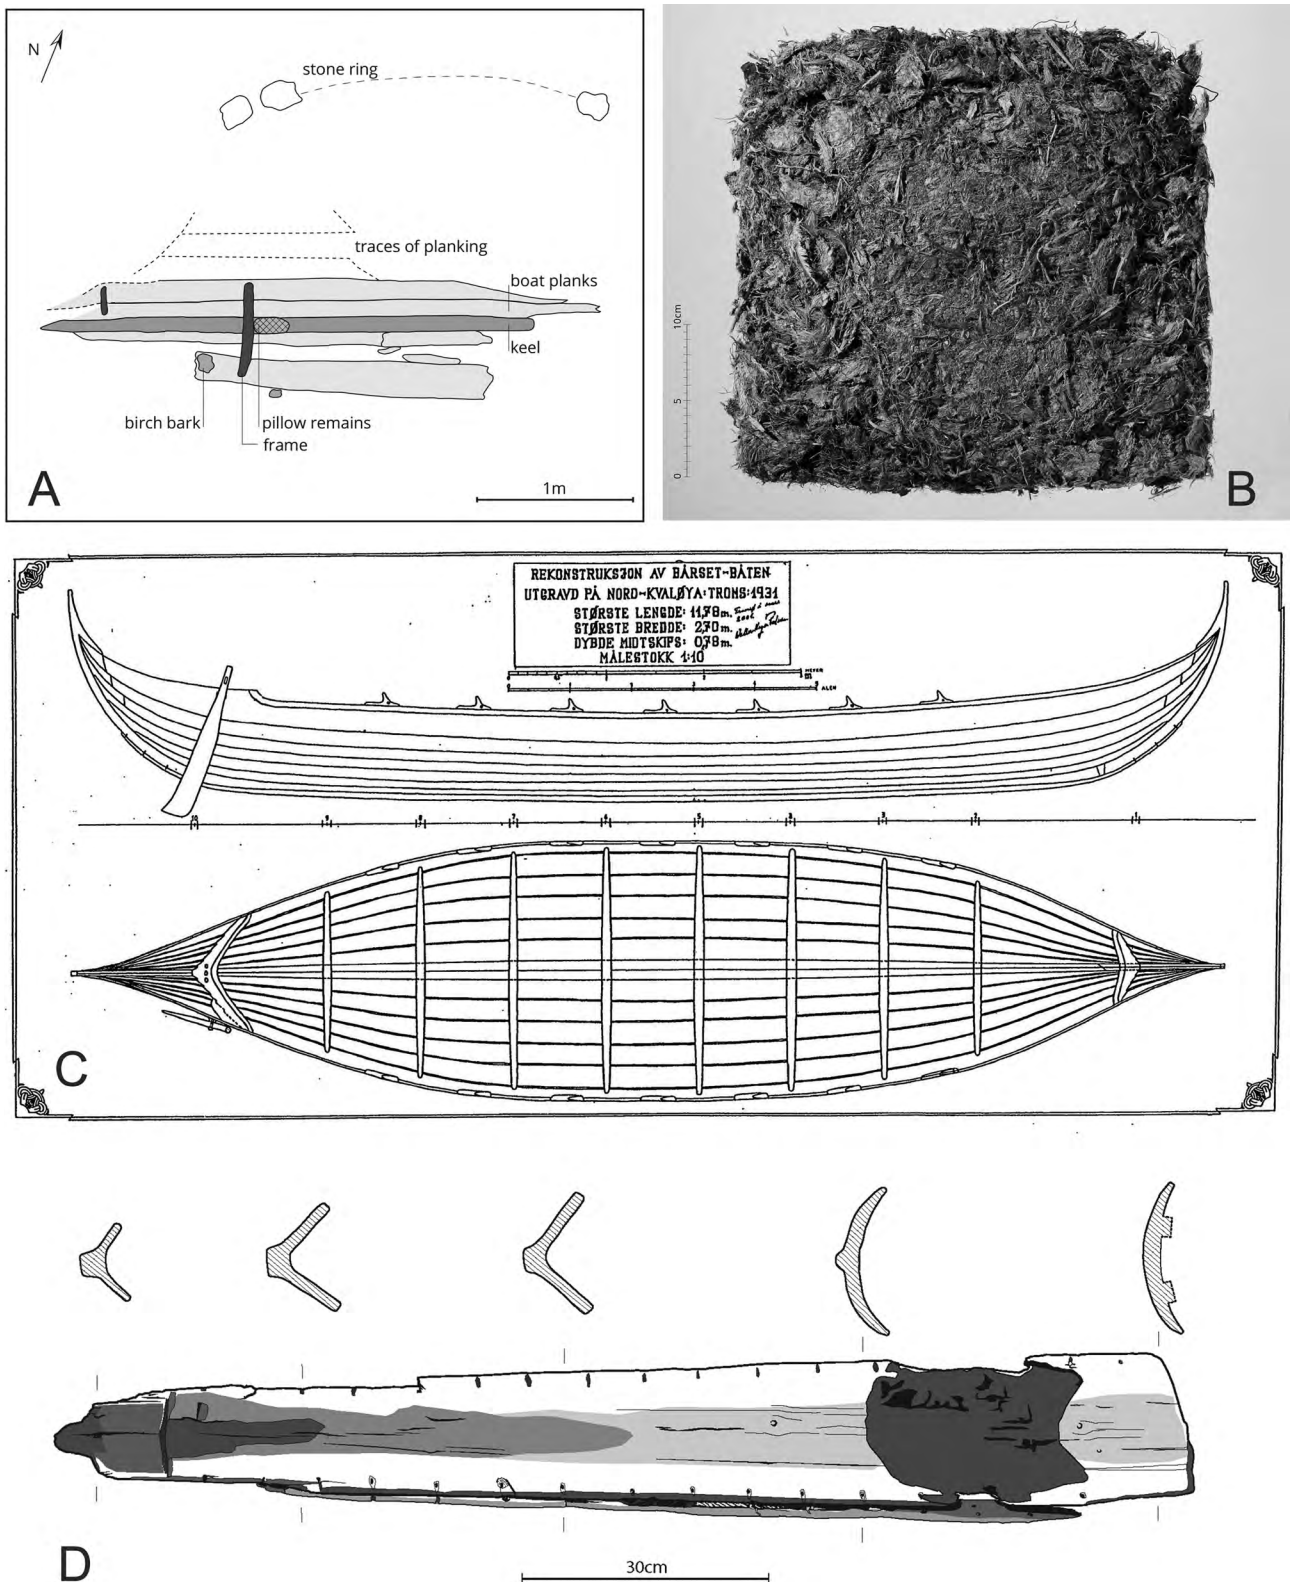 N
stone ring
traces of planking
boat planks
keel
birch bark
pillow remains
frame
A
1m
10cm
5
0
B
REKONSTRUKSJON AV BÅRSET-BÅTEN
UTGRAVD PÅ NORD-KVALØYA: TROMS: 1931
STØRSTE LENGDE: 11,78 m.
STØRSTE BREDDE: 2,70 m.
DYBDE MIDTSKIPS: 0,78 m.
MÅLESTOKK 1:10
METER
m
ALEN
C
D
30cm